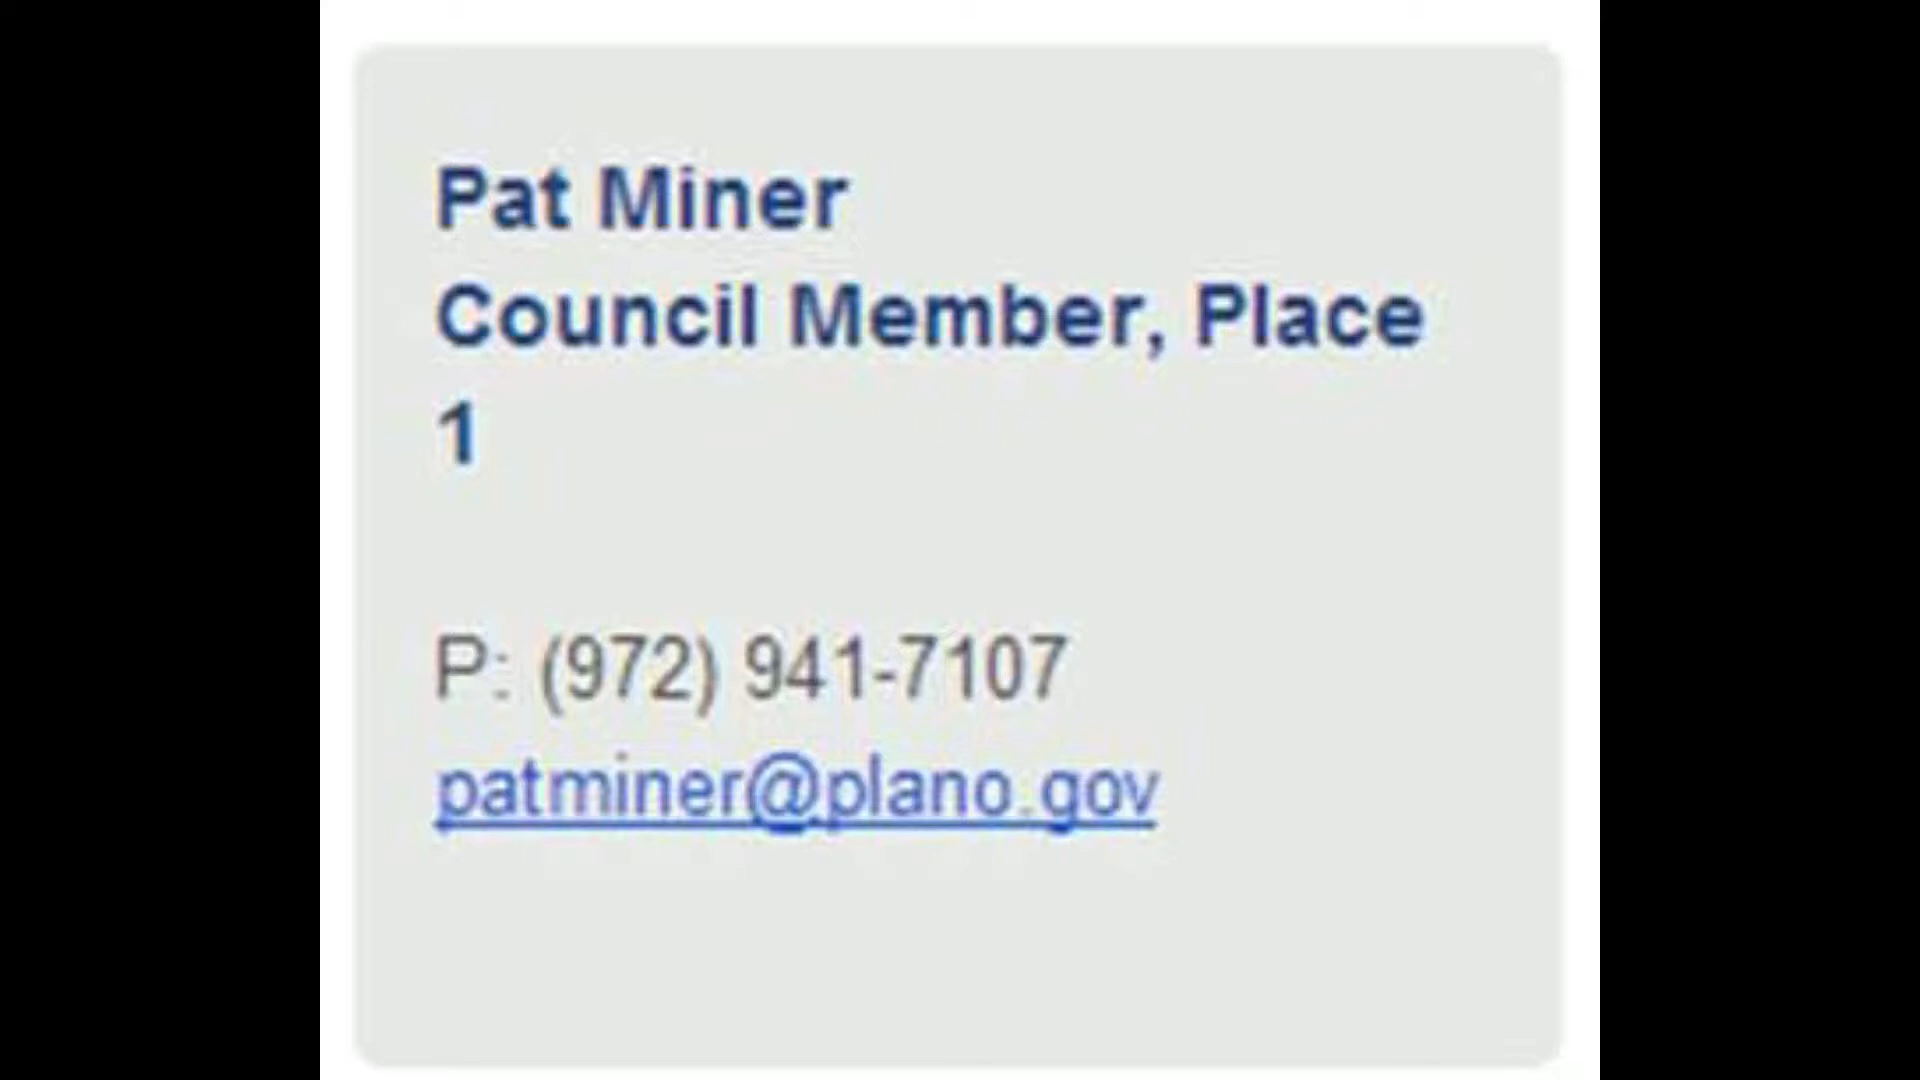 Pat Miner
Council Member, Place
1
P: (972) 941-7107
patminer@plano.gov